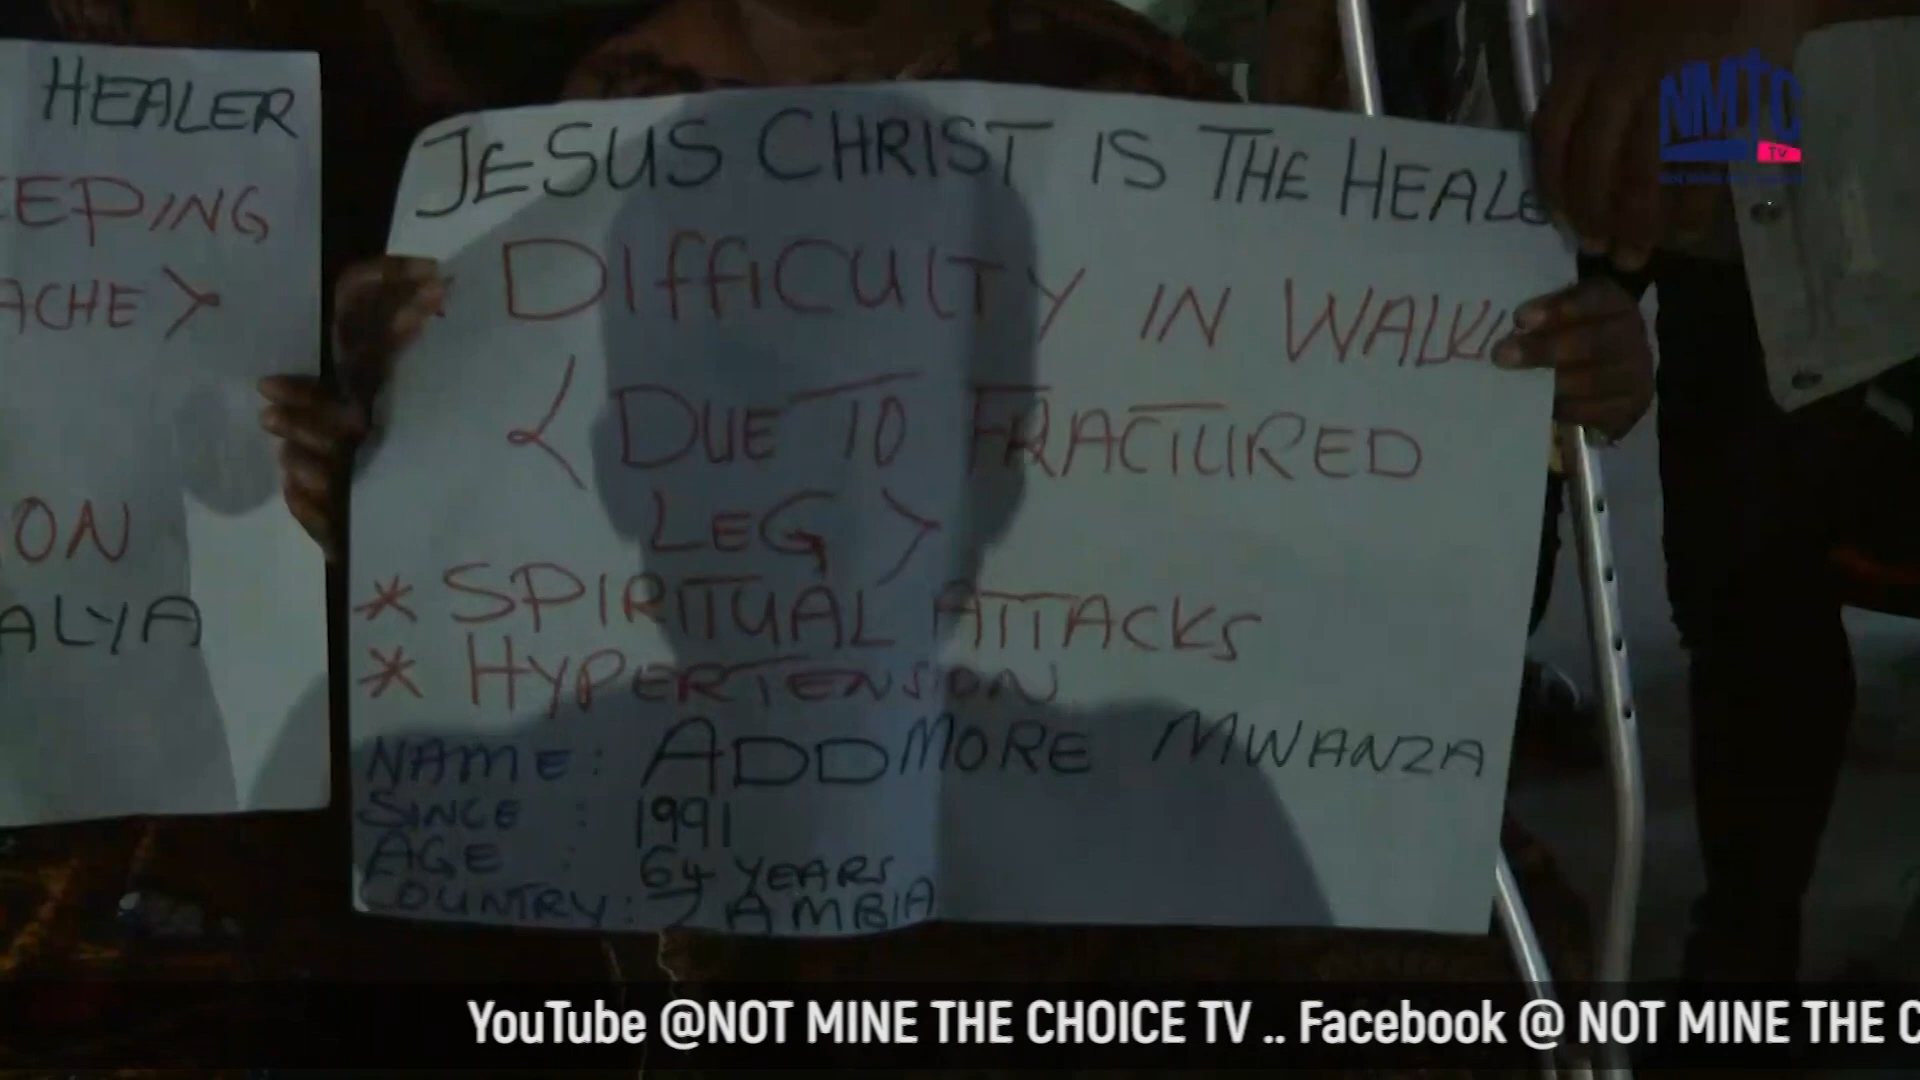 HEALER
EEPING
ACHE >
ON
ALYA
JESUS CHRIST IS THE HEALE
DIFFICULTY IN WALKI
< DUE TO FRACTURED
LEG >
* SPIRITUAL ATTACKS
* HYPERTENSION
NAME: ADDMORE MWANZA
SINCE : 1991
AGE : 64 YEARS
COUNTRY: ZAMBIA
NMTC
TV
YouTube @NOT MINE THE CHOICE TV .. Facebook @ NOT MINE THE C